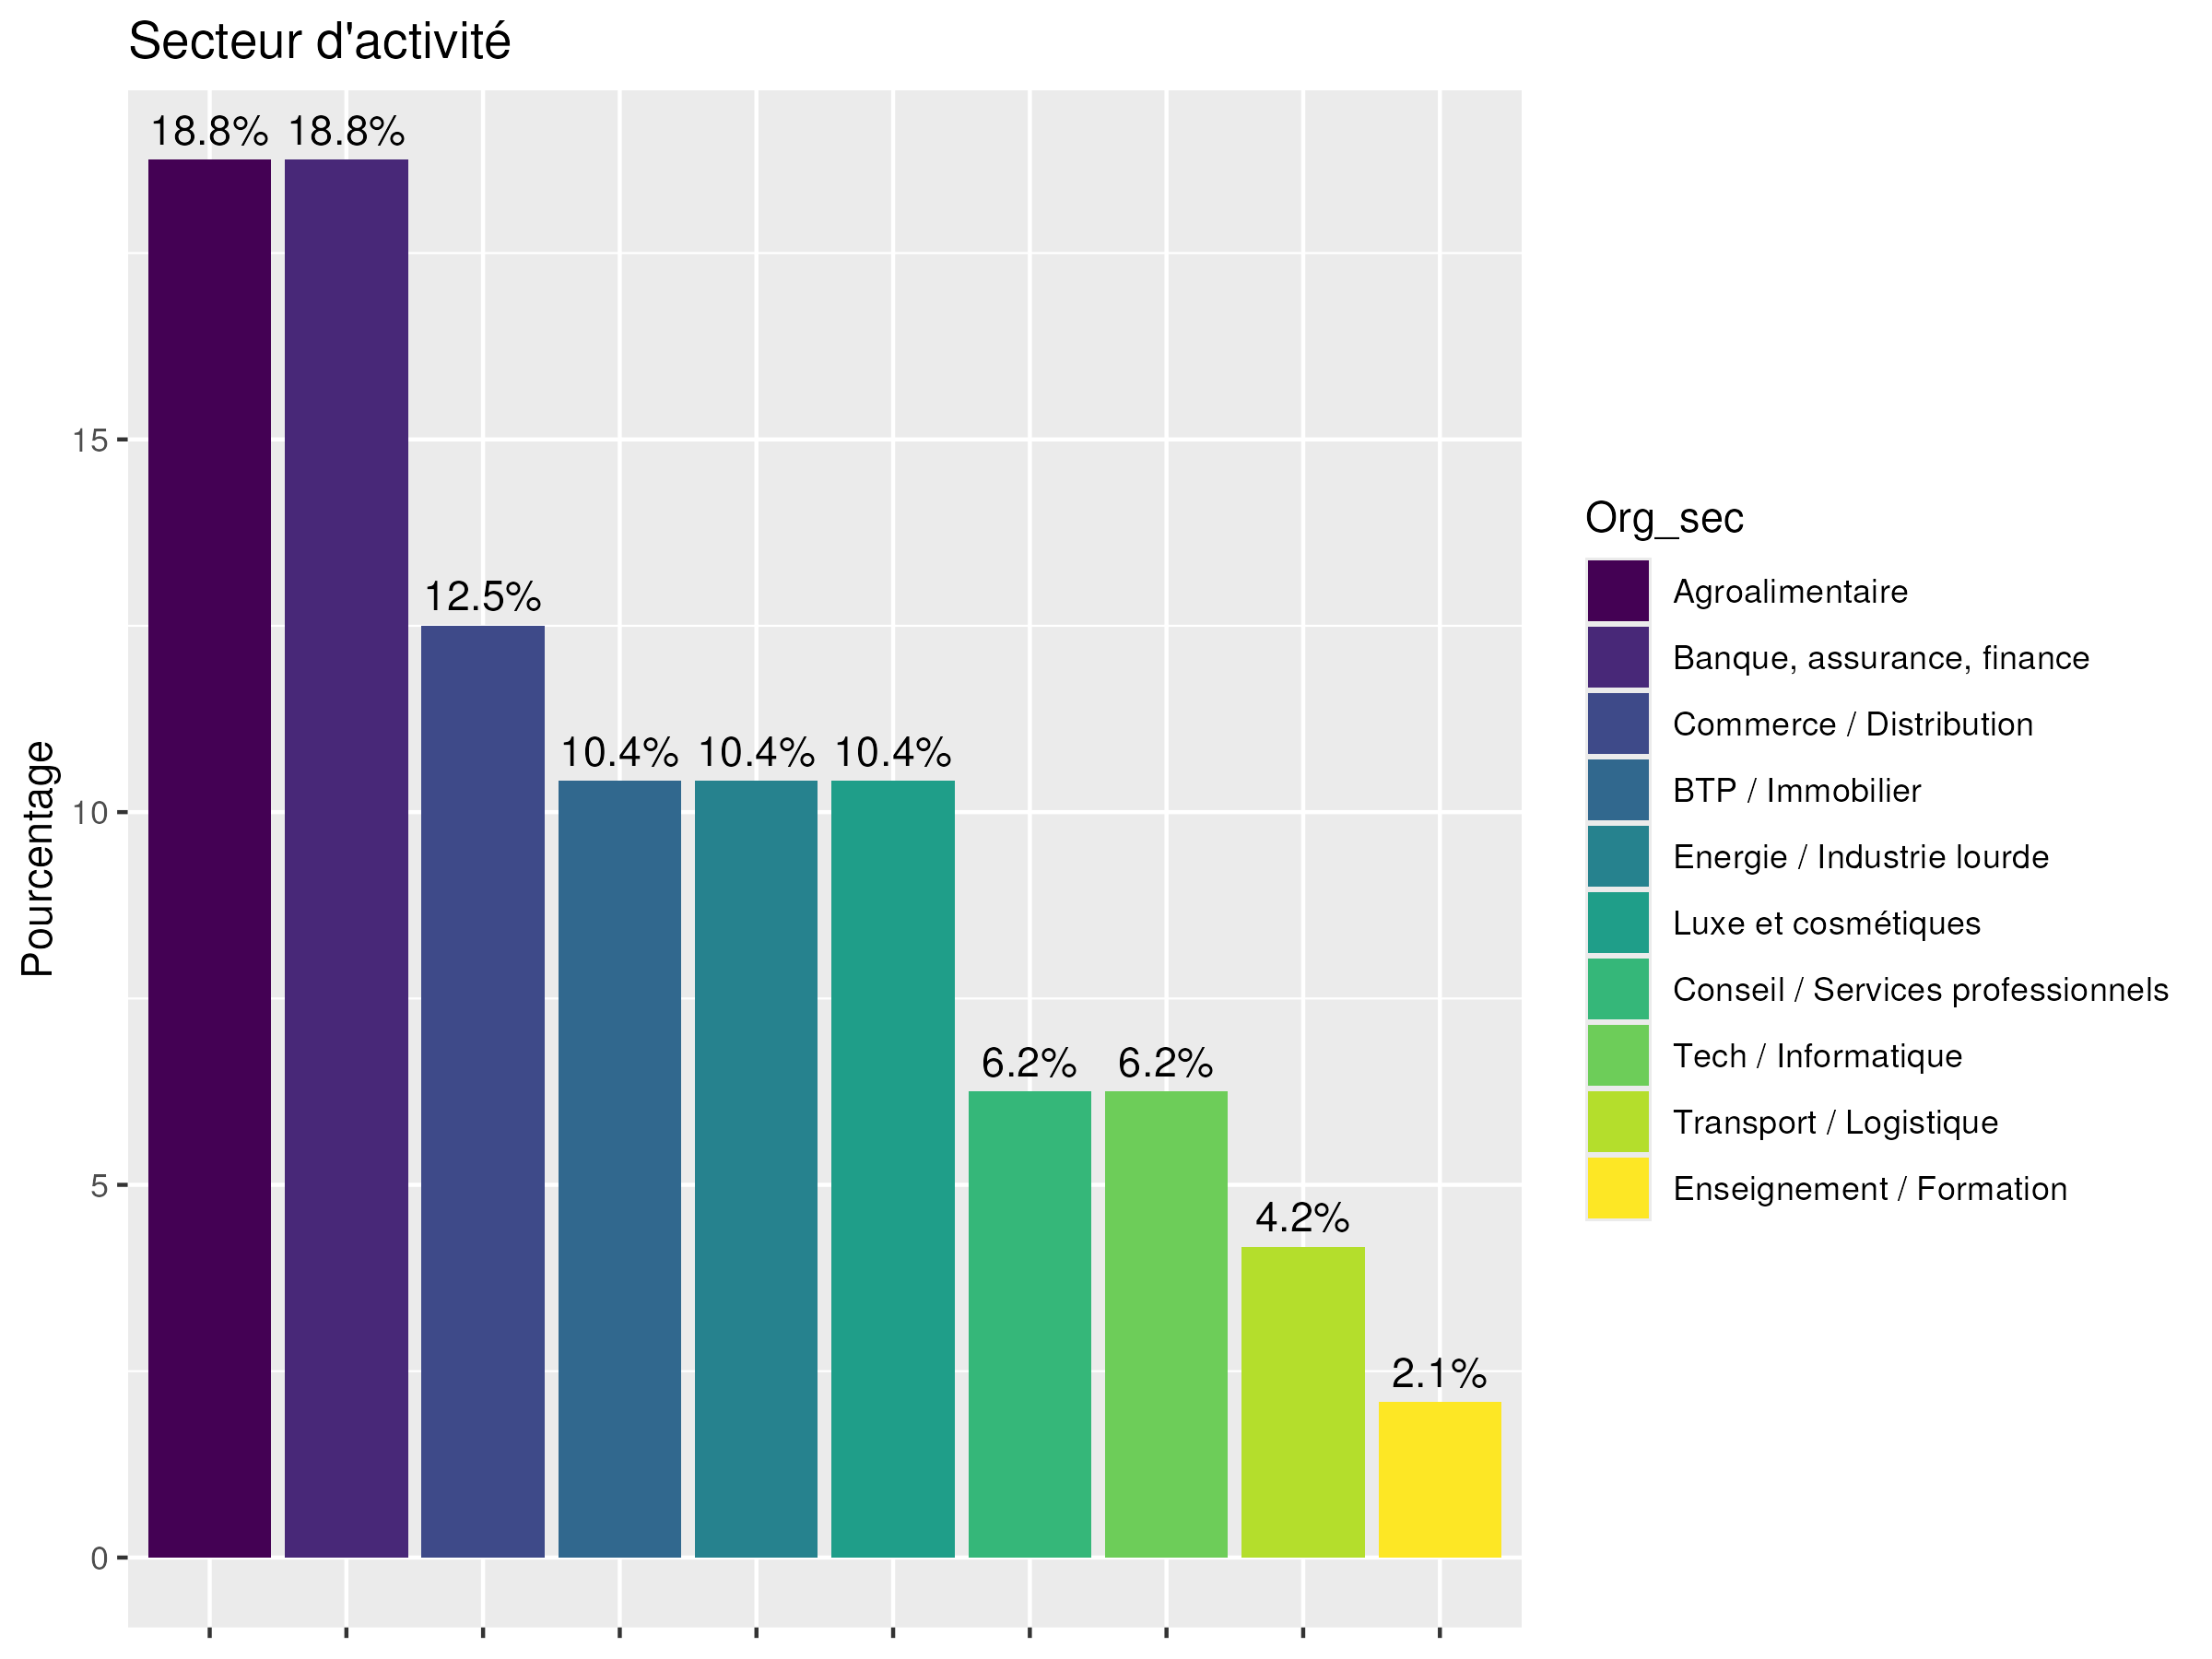 Secteur d'activité
18.8% 18.8%
12.5%
10.4% 10.4% 10.4%
6.2% 6.2%
4.2%
2.1%
15
10
5
0
Pourcentage
Org_sec
Agroalimentaire
Banque, assurance, finance
Commerce / Distribution
BTP / Immobilier
Energie / Industrie lourde
Luxe et cosmétiques
Conseil / Services professionnels
Tech / Informatique
Transport / Logistique
Enseignement / Formation